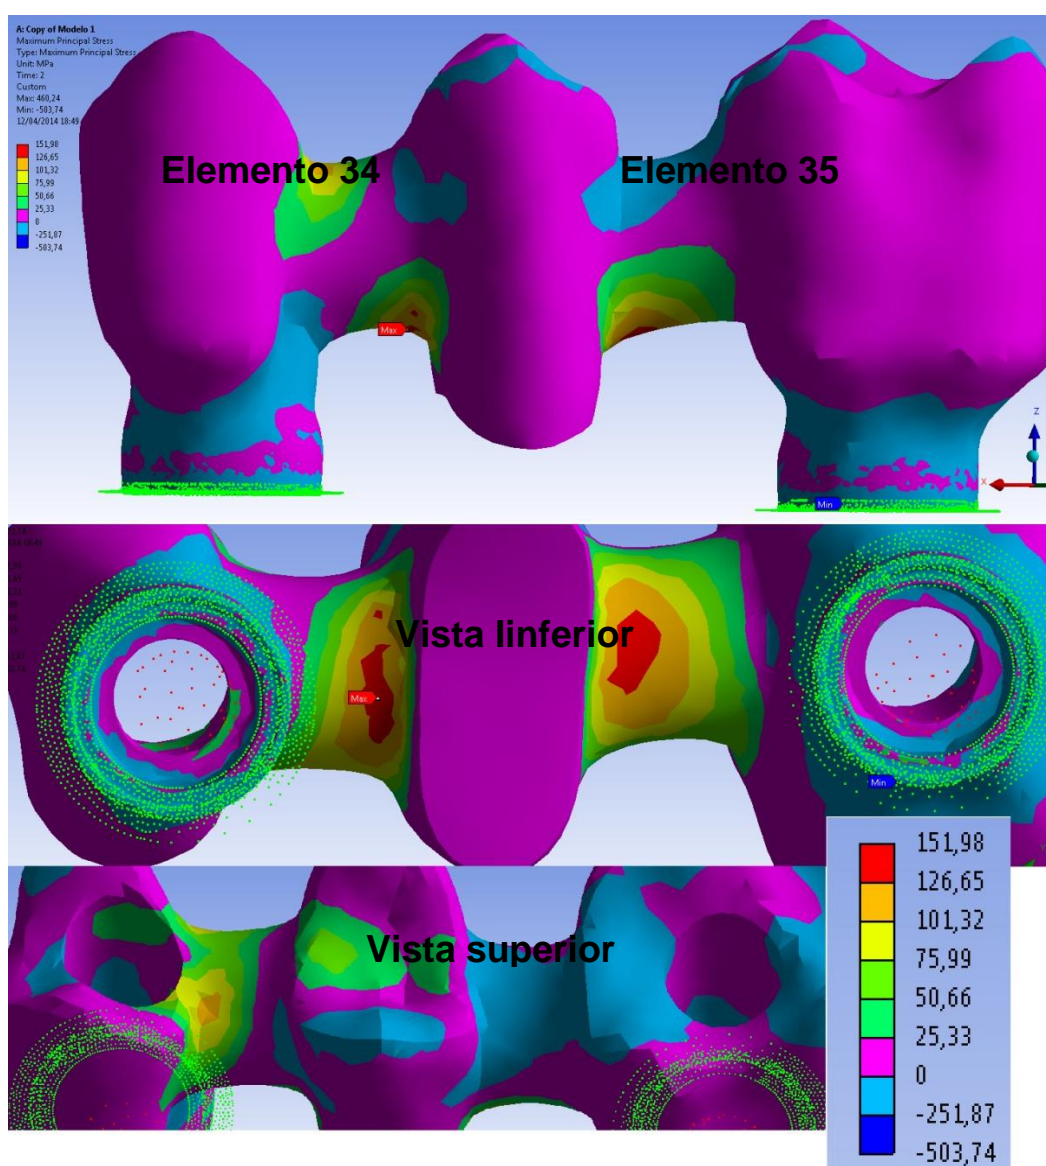 A: Copy of Modelo 1
Maximum Principal Stress
Type: Maximum Principal Stress
Unit: MPa
Time: 2
Custom
Max: 460,24
Min: -503,74
12/04/2014 18:49
151,98
126,65
101,32
75,99
50,66
25,33
0
-251,87
-503,74
Elemento 34
Elemento 35
Max
Min
Z
X
Vista Iinferior
Max
Min
Vista superior
151,98
126,65
101,32
75,99
50,66
25,33
0
-251,87
-503,74